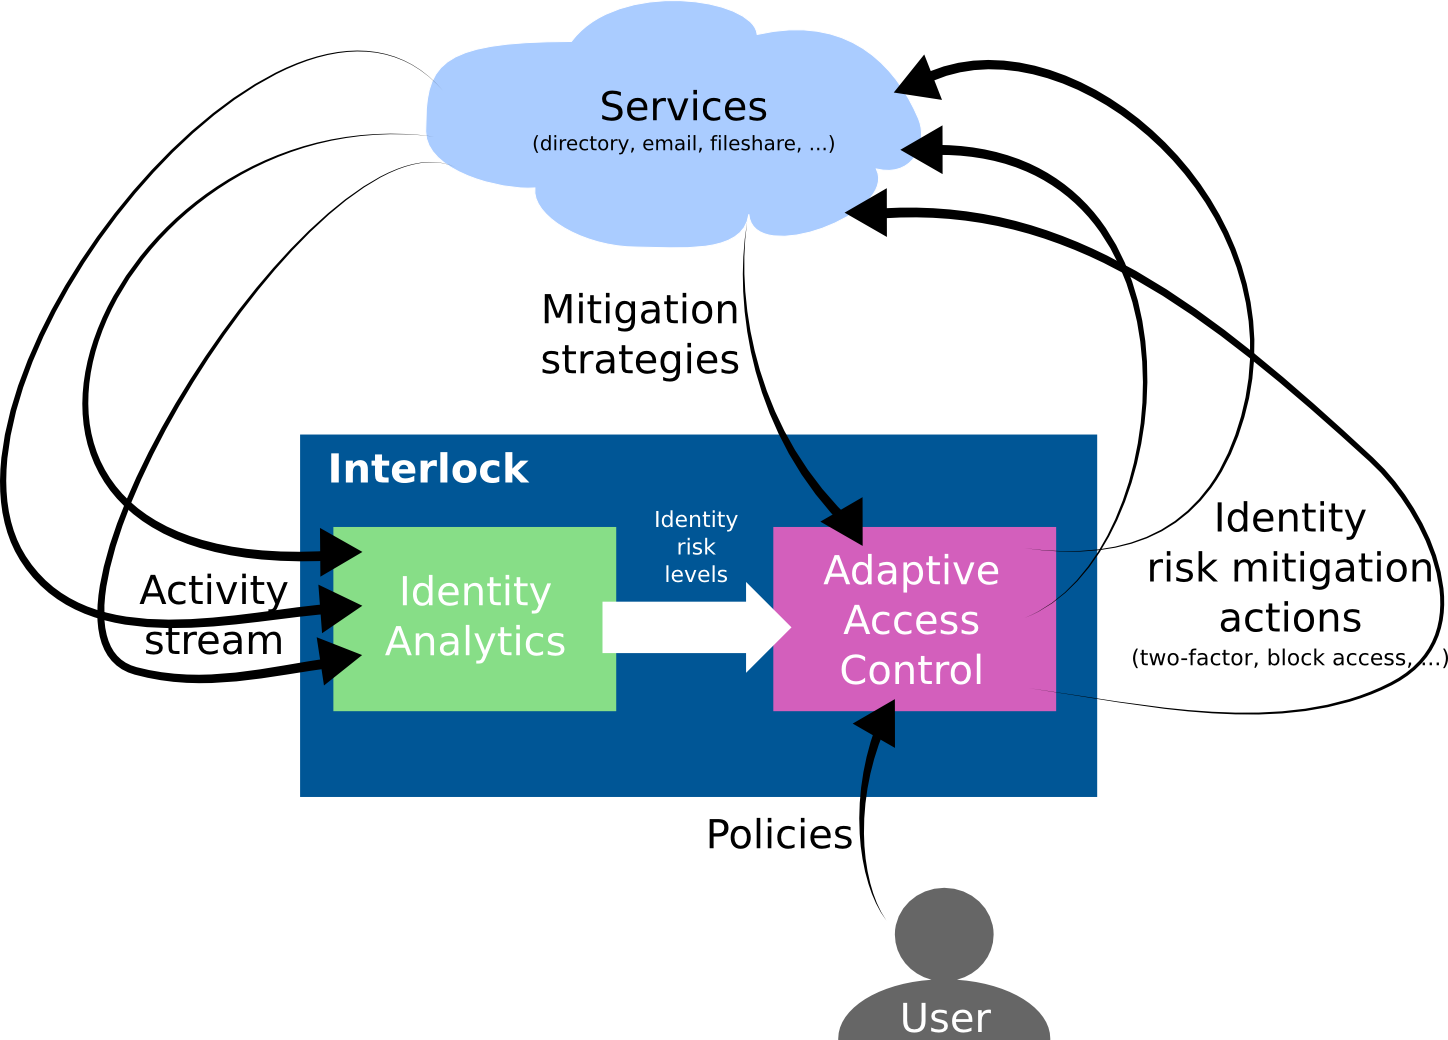 Services
(directory, email, fileshare, ...)
Mitigation
strategies
Interlock
Identity
risk
levels
Activity
stream
Identity
Analytics
Adaptive
Access
Control
Identity
risk mitigation
actions
(two-factor, block access, ...)
Policies
User